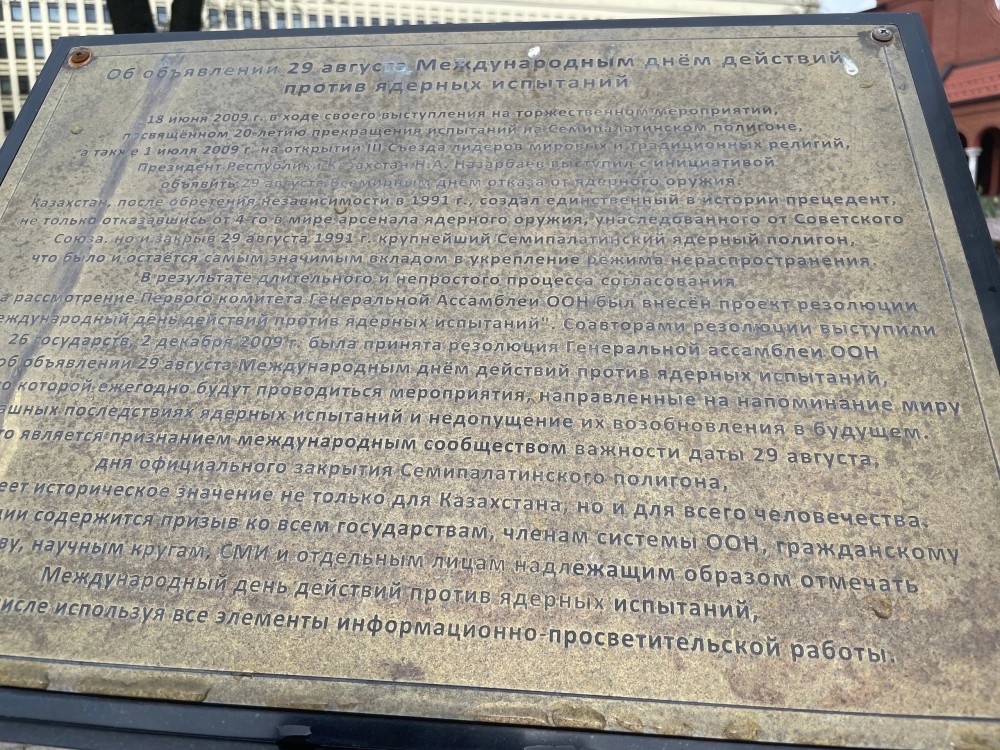 Об объявлении 29 августа Международным днём действий
против ядерных испытаний
18 июня 2009 г. в ходе своего выступления на торжественном мероприятии,
посвящённом 20-летию прекращения испытаний на Семипалатинском полигоне,
а также 1 июля 2009 г. на открытии III Съезда лидеров мировых и традиционных религий,
Президент Республики Казахстан Н.А. Назарбаев выступил с инициативой
объявить 29 августа Всемирным днём отказа от ядерного оружия.
Казахстан, после обретения Независимости в 1991 г., создал единственный в истории прецедент,
не только отказавшись от 4-го в мире арсенала ядерного оружия, унаследованного от Советского
Союза, но и закрыв 29 августа 1991 г. крупнейший Семипалатинский ядерный полигон,
что было и остаётся самым значимым вкладом в укрепление режима нераспространения.
В результате длительного и непростого процесса согласования
а рассмотрение Первого комитета Генеральной Ассамблеи ООН был внесён проект резолюции
еждународный день действий против ядерных испытаний". Соавторами резолюции выступили
26 государств. 2 декабря 2009 г. была принята резолюция Генеральной ассамблеи ООН
об объявлении 29 августа Международным днём действий против ядерных испытаний,
о которой ежегодно будут проводиться мероприятия, направленные на напоминание миру
ашных последствиях ядерных испытаний и недопущение их возобновления в будущем.
то является признанием международным сообществом важности даты 29 августа,
дня официального закрытия Семипалатинского полигона,
еет историческое значение не только для Казахстана, но и для всего человечества.
ции содержится призыв ко всем государствам, членам системы ООН, гражданскому
ву, научным кругам, СМИ и отдельным лицам надлежащим образом отмечать
Международный день действий против ядерных испытаний,
числе используя все элементы информационно-просветительской работы.